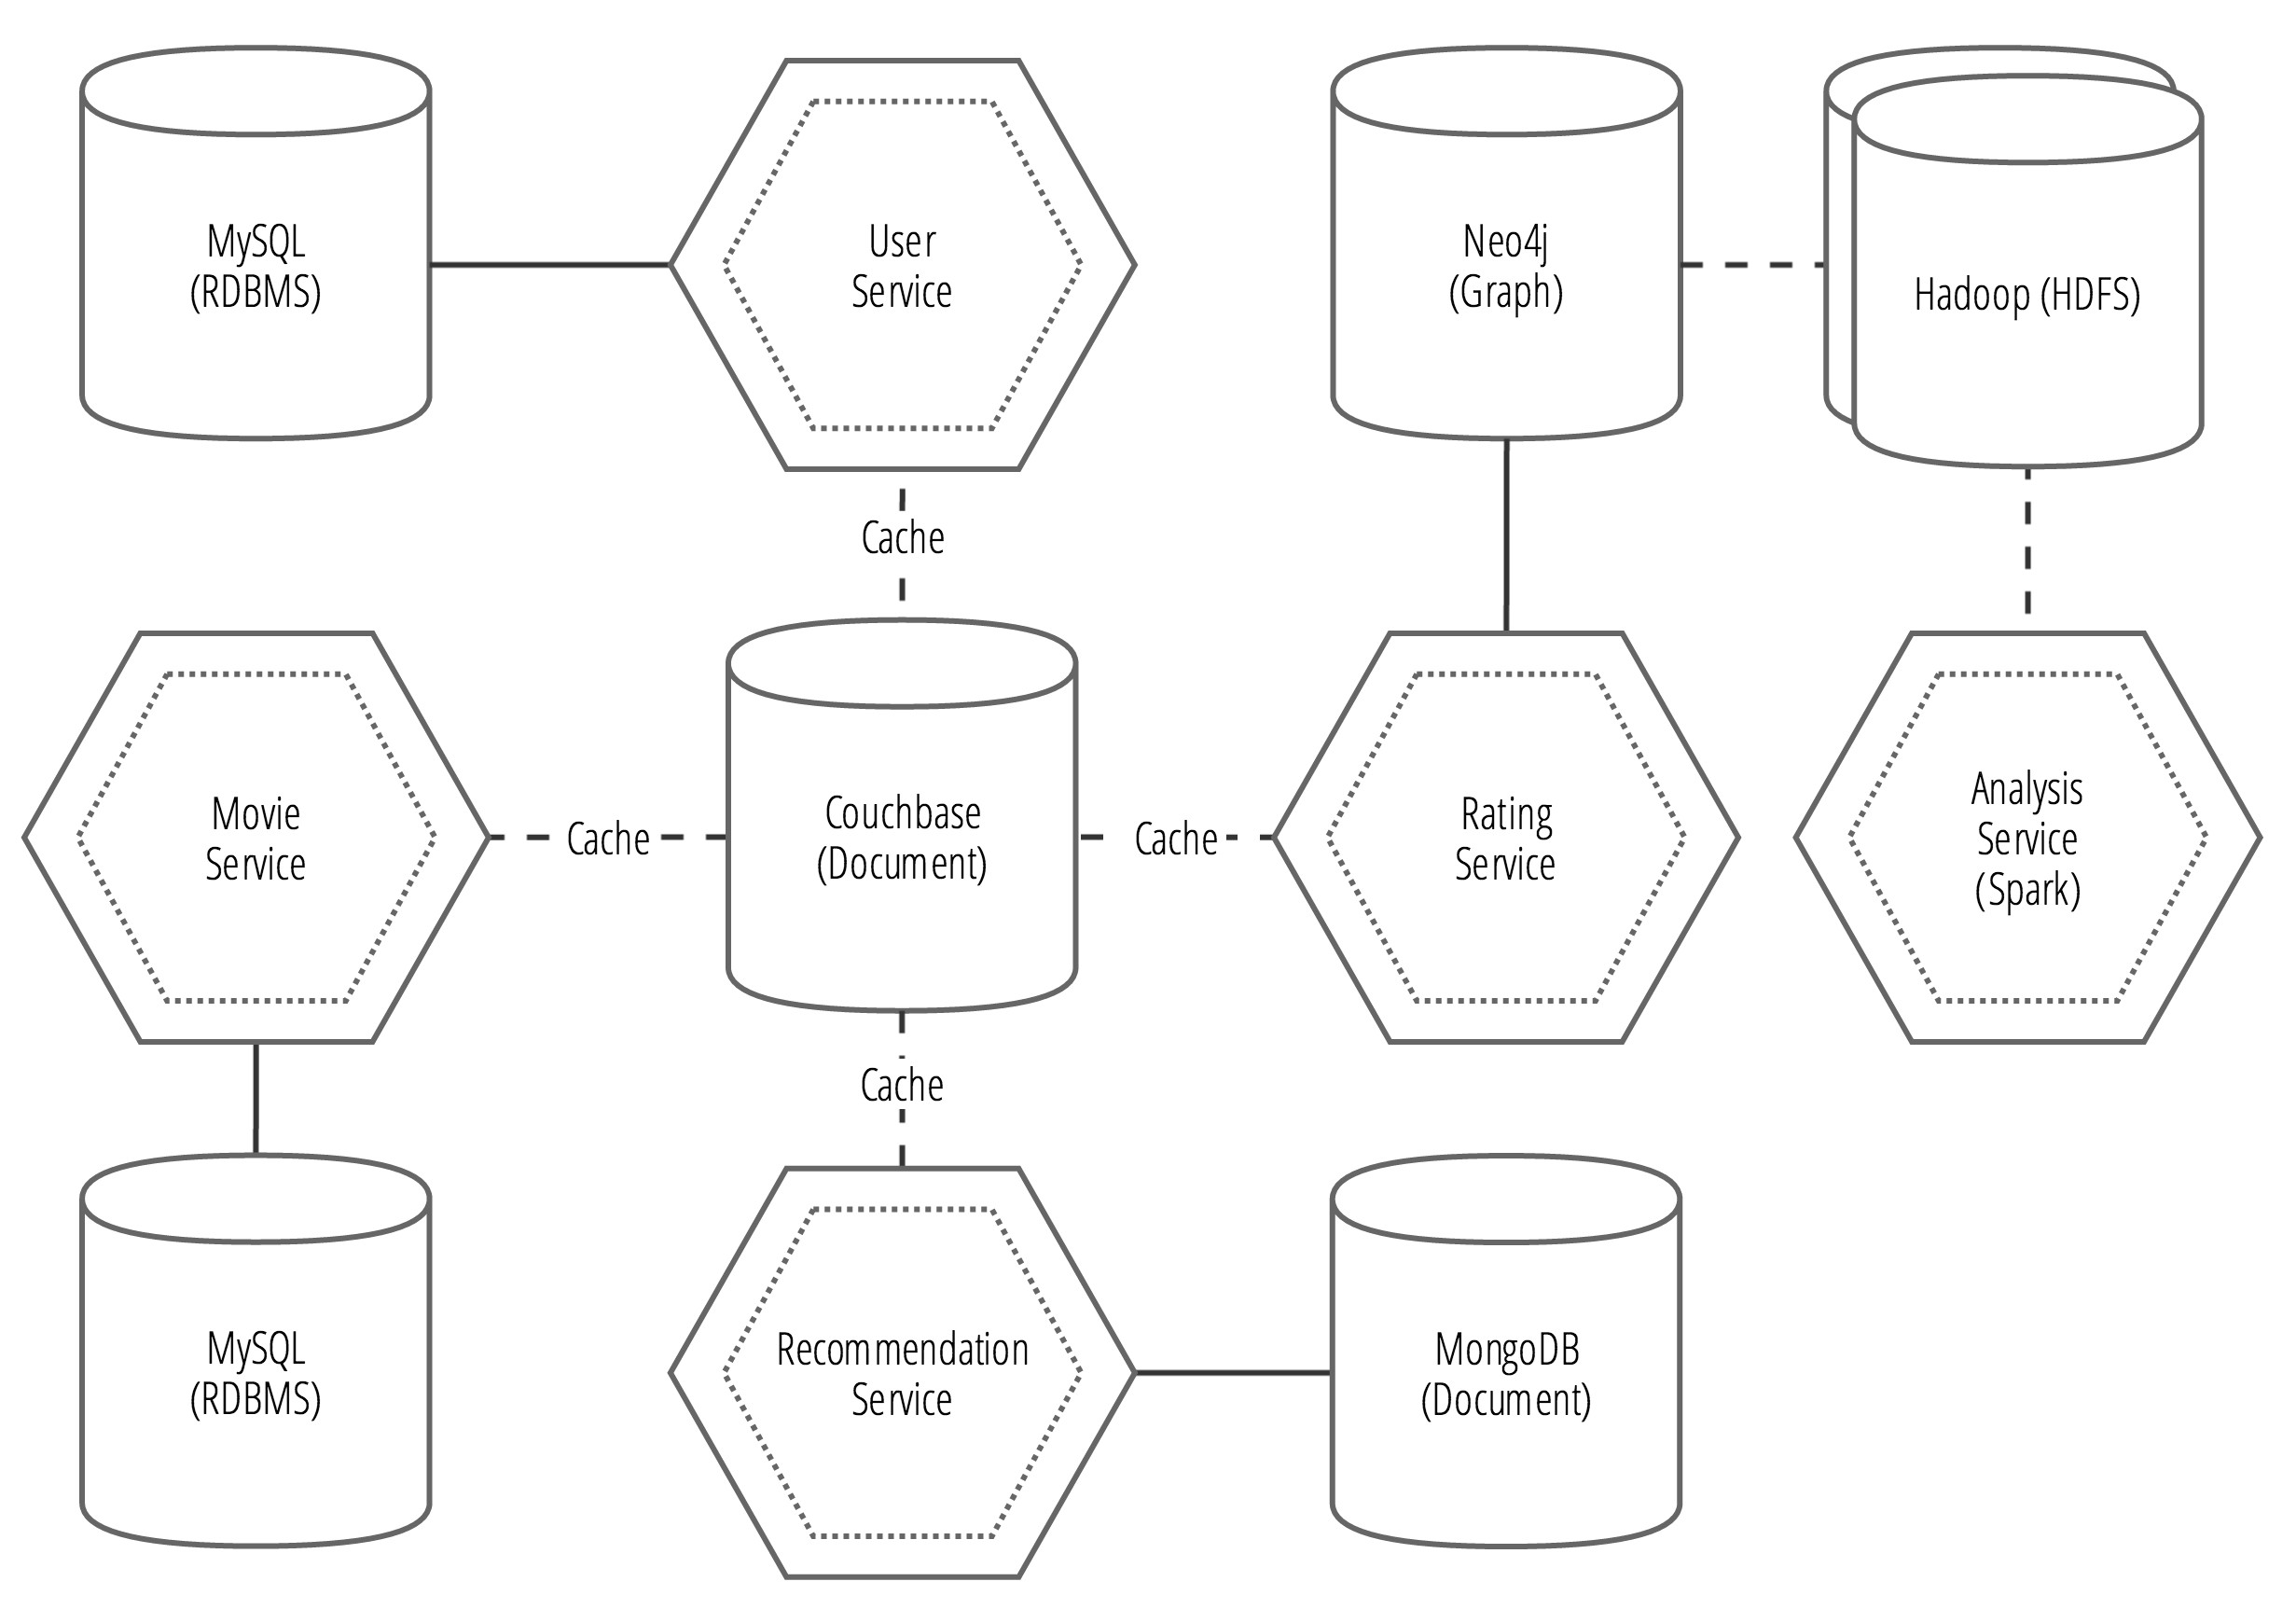 MySQL
(RDBMS)
User
Service
Neo4j
(Graph)
Hadoop (HDFS)
Cache
Movie
Service
Cache
Couchbase
(Document)
Cache
Rating
Service
Analysis
Service
(Spark)
Cache
MySQL
(RDBMS)
Recommendation
Service
MongoDB
(Document)